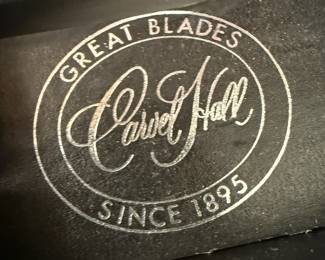 GREAT BLADES
Carvel Hall
SINCE 1895